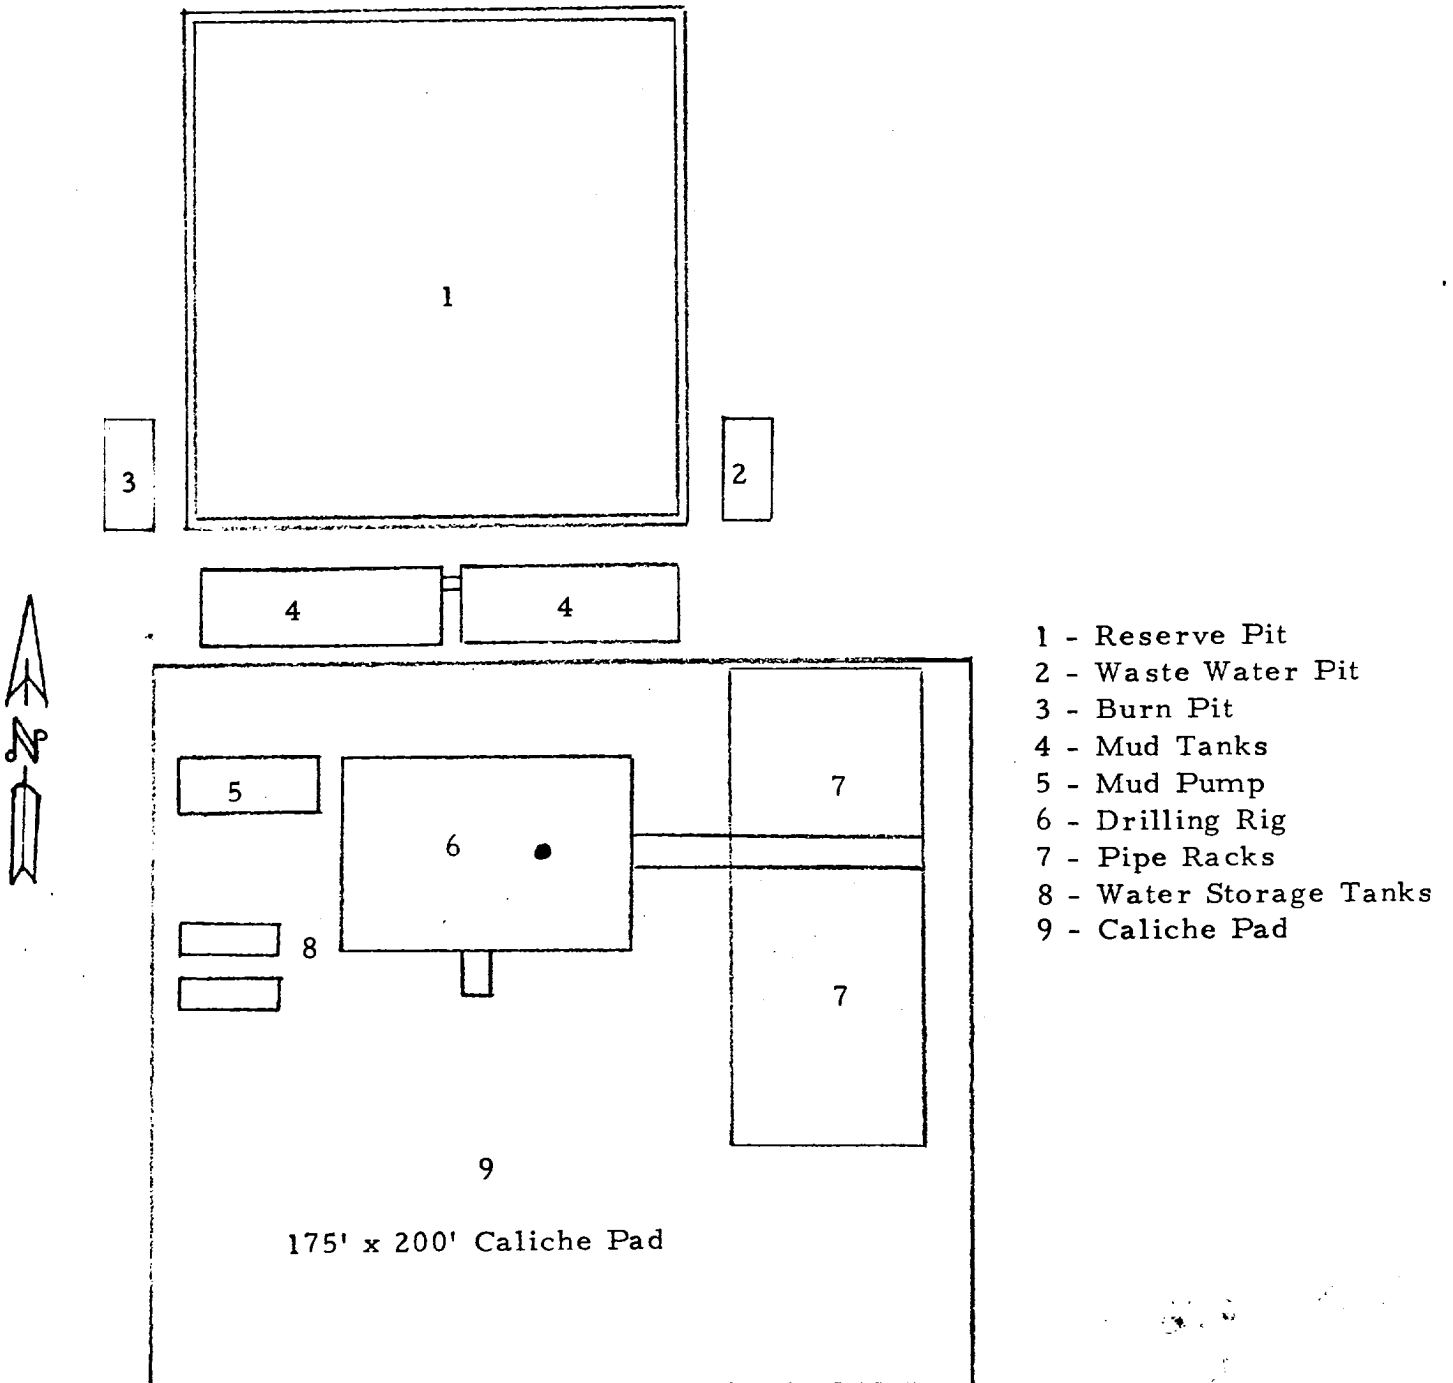 1
3
2
4 4
N
5
6
7
8
7
9
175' x 200' Caliche Pad
1 - Reserve Pit
2 - Waste Water Pit
3 - Burn Pit
4 - Mud Tanks
5 - Mud Pump
6 - Drilling Rig
7 - Pipe Racks
8 - Water Storage Tanks
9 - Caliche Pad